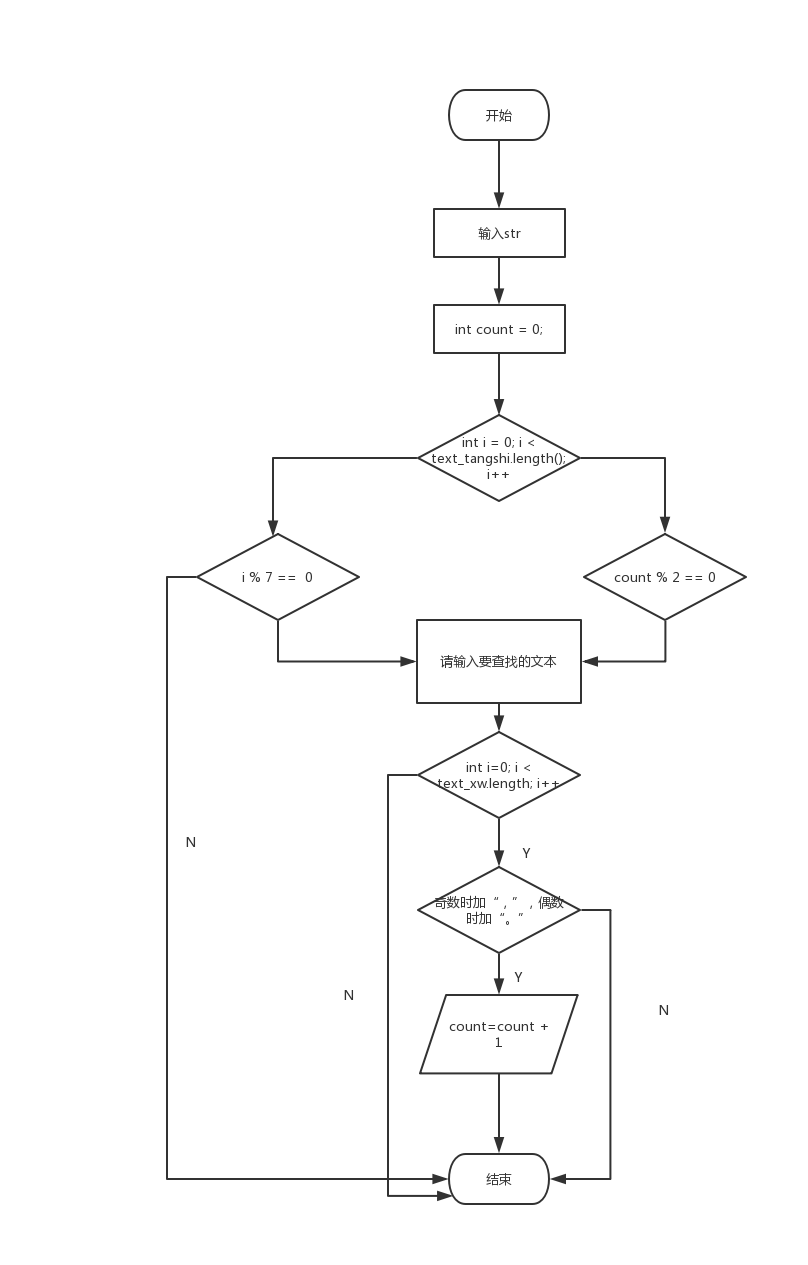 开始
输入str
int count = 0;
int i = 0; i <
text_tangshi.length();
i++
i % 7 ==  0
count % 2 == 0
请输入要查找的文本
int i=0; i <
text_xw.length; i++
N
Y
奇数时加“，”，偶数
时加“。”
Y
N
N
count=count +
1.
结束